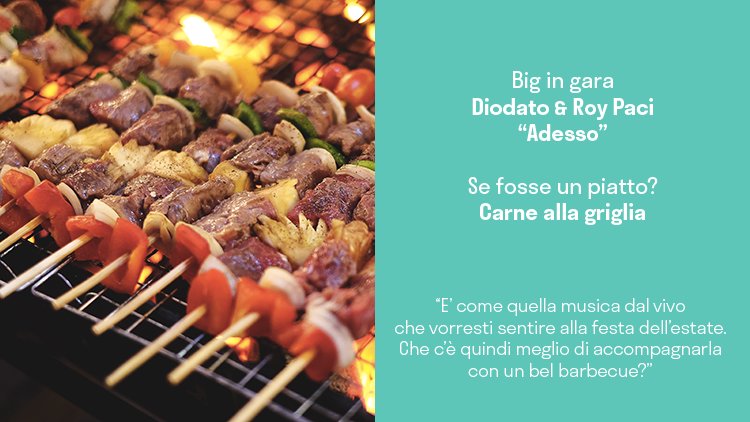 Big in gara
Diodato & Roy Paci
“Adesso”
Se fosse un piatto?
Carne alla griglia
“E’ come quella musica dal vivo
che vorresti sentire alla festa dell’estate.
Che c’è quindi meglio di accompagnarla
con un bel barbecue?”